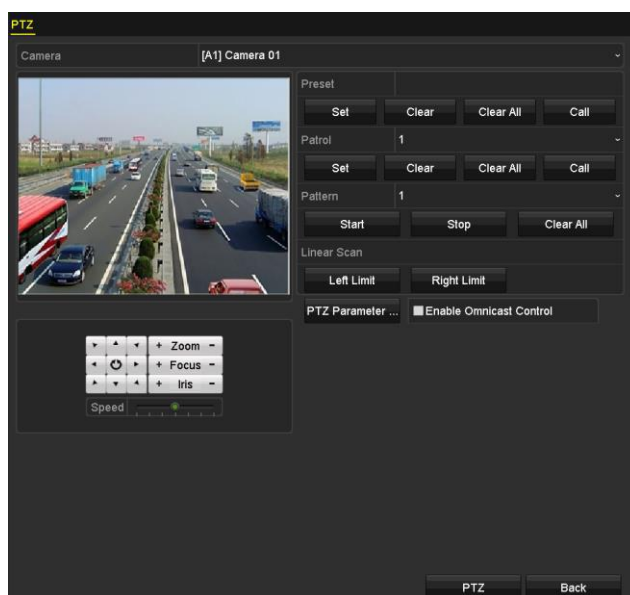 PTZ
Camera [A1] Camera 01
Preset
Set Clear Clear All Call
Patrol 1
Set Clear Clear All Call
Pattern 1
Start Stop Clear All
Linear Scan
Left Limit Right Limit
PTZ Parameter ... Enable Omnicast Control
+ Zoom -
+ Focus -
+ Iris -
Speed
PTZ Back